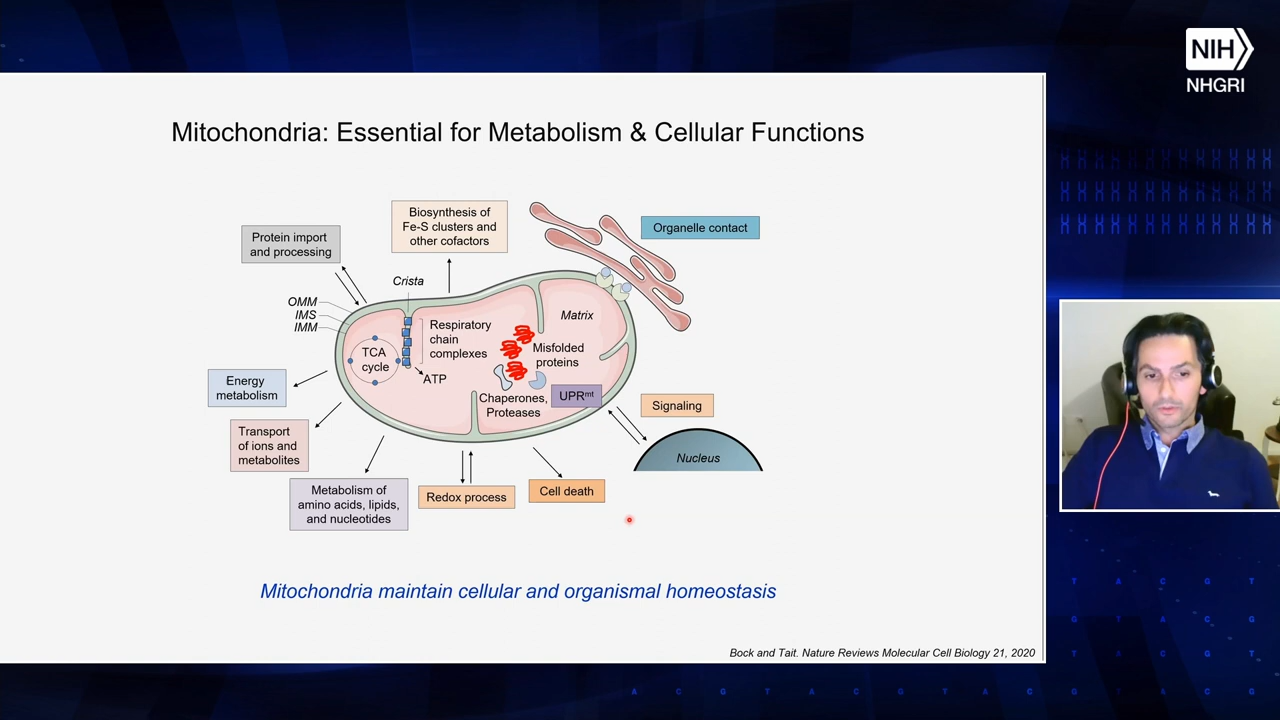 NIH
NHGRI
Mitochondria: Essential for Metabolism & Cellular Functions
Biosynthesis of
Fe-S clusters and
other cofactors
Protein import
and processing
Organelle contact
Crista
OMM
IMS
IMM
Matrix
Respiratory
chain
complexes
TCA
cycle
ATP
Misfolded
proteins
Chaperones,
Proteases
UPRmt
Energy
metabolism
Signaling
Transport
of ions and
metabolites
Nucleus
Metabolism of
amino acids, lipids,
and nucleotides
Redox process
Cell death
Mitochondria maintain cellular and organismal homeostasis
Bock and Tait. Nature Reviews Molecular Cell Biology 21, 2020
T A C G T
G T A C G
T A C G T
A C G T A C G T A C G T A C G